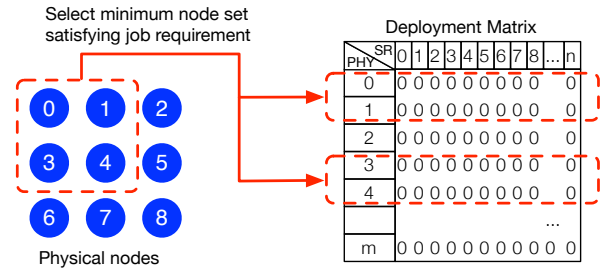 Select minimum node set
satisfying job requirement
0 1 2
3 4 5
6 7 8
Physical nodes
Deployment Matrix
PHY SR 0 1 2 3 4 5 6 7 8 ... n
0 0 0 0 0 0 0 0 0 0 0
1 0 0 0 0 0 0 0 0 0 0
2 0 0 0 0 0 0 0 0 0 0
3 0 0 0 0 0 0 0 0 0 0
4 0 0 0 0 0 0 0 0 0 0
...
m 0 0 0 0 0 0 0 0 0 0